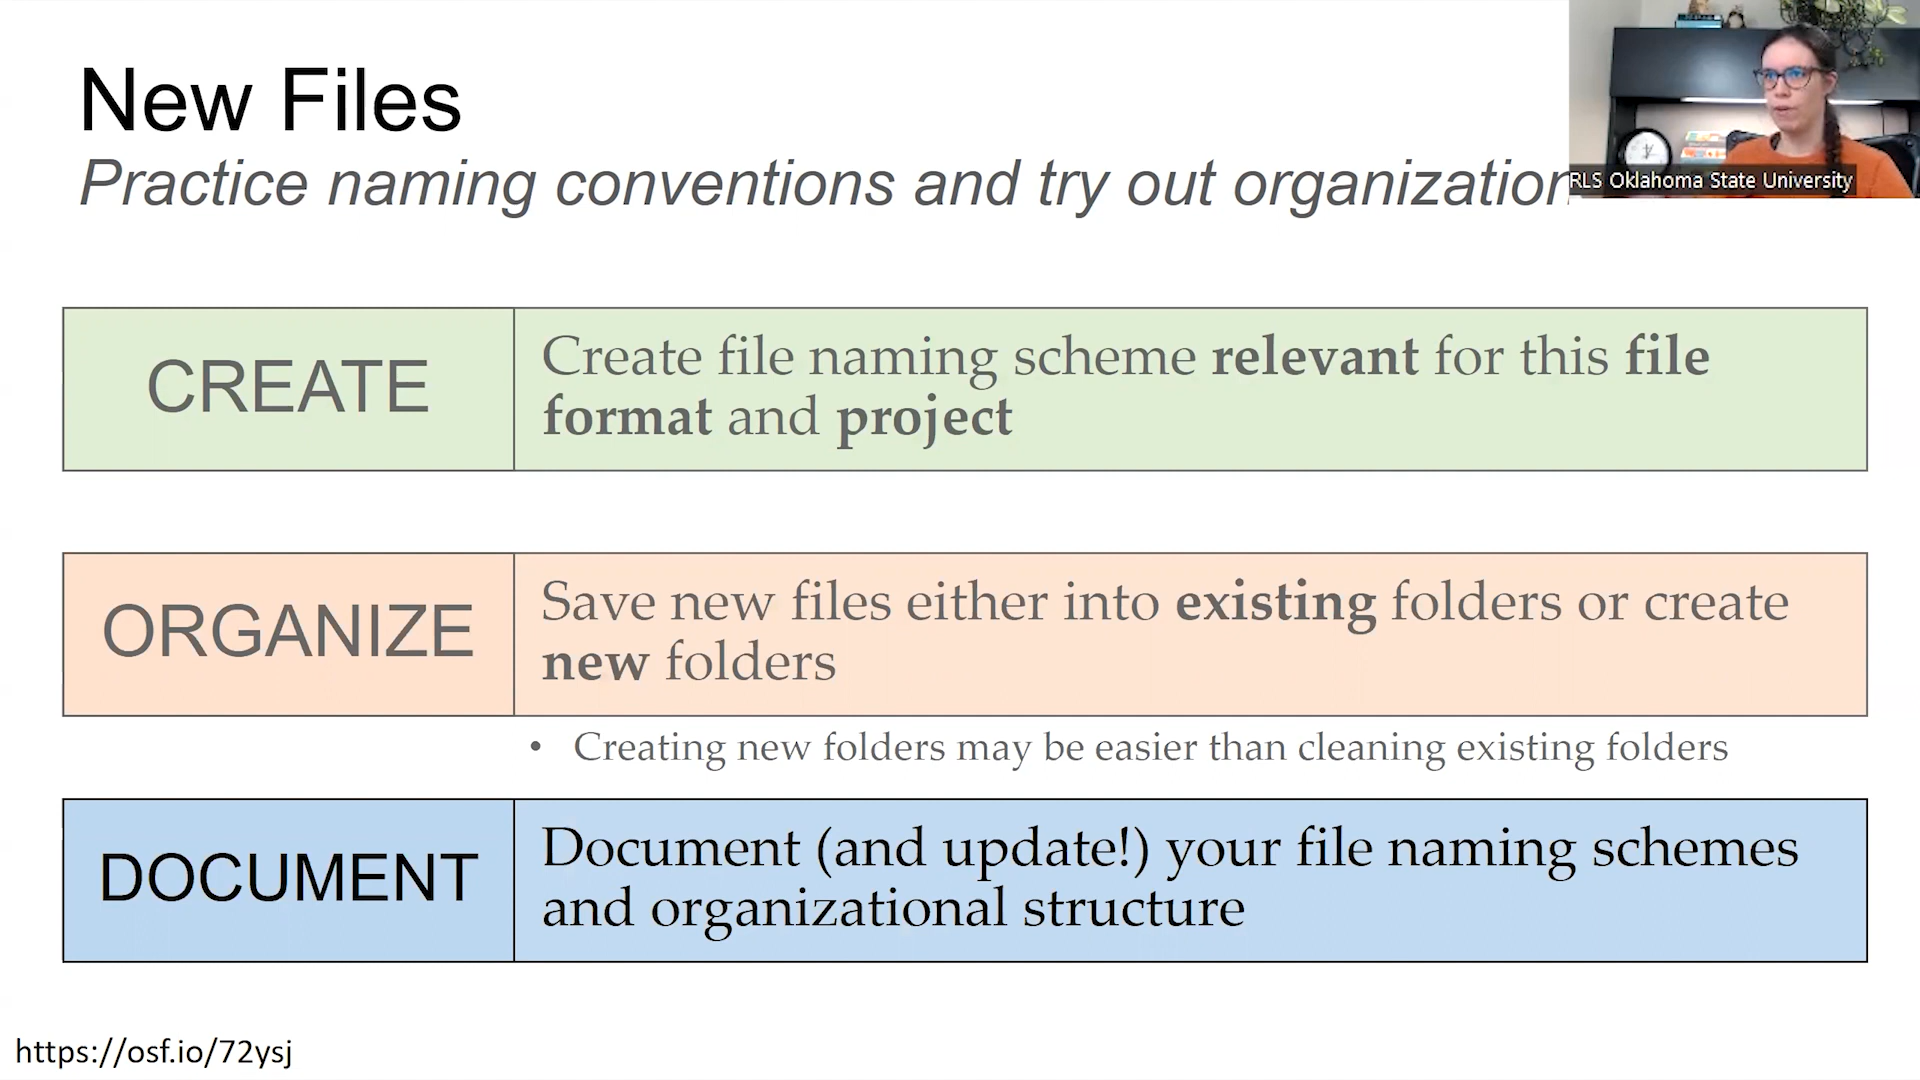 New Files
Practice naming conventions and try out organization
RLS Oklahoma State University
CREATE
Create file naming scheme relevant for this file
format and project
ORGANIZE
Save new files either into existing folders or create
new folders
• Creating new folders may be easier than cleaning existing folders
DOCUMENT
Document (and update!) your file naming schemes
and organizational structure
https://osf.io/72ysj